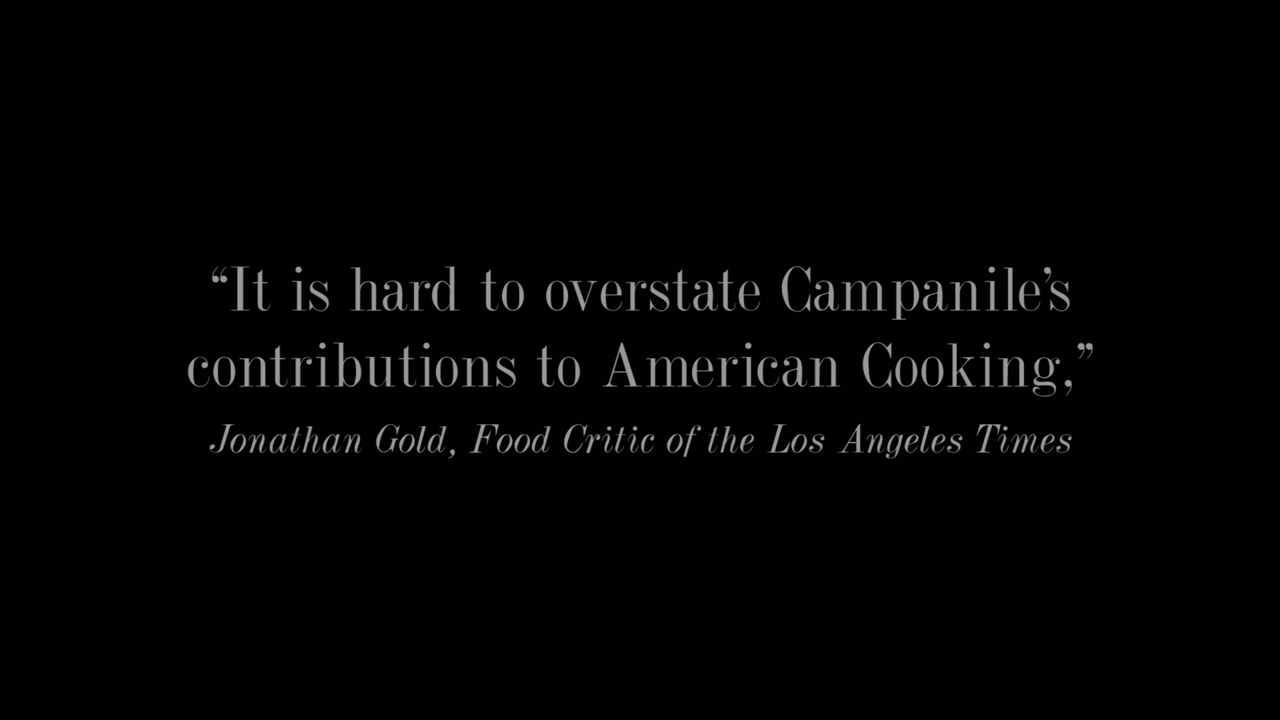 “It is hard to overstate Campanile’s
contributions to American Cooking,”
Jonathan Gold, Food Critic of the Los Angeles Times